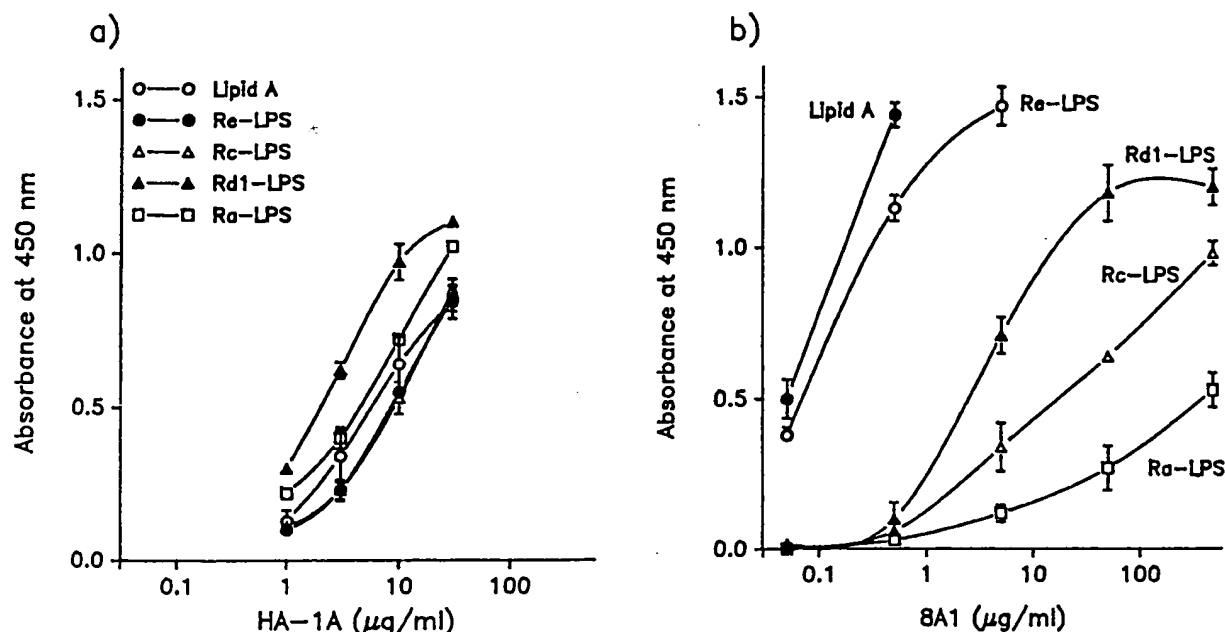 a)
1.5
1.0
0.5
0.0
Absorbance at 450 nm
Lipid A
Re-LPS
Rc-LPS
Rd1-LPS
Ra-LPS
0.1 1 10 100
HA-1A (μg/ml)
b)
1.5
1.0
0.5
0.0
Absorbance at 450 nm
Lipid A
Re-LPS
Rd1-LPS
Rc-LPS
Ra-LPS
0.1 1 10 100
8A1 (μg/ml)